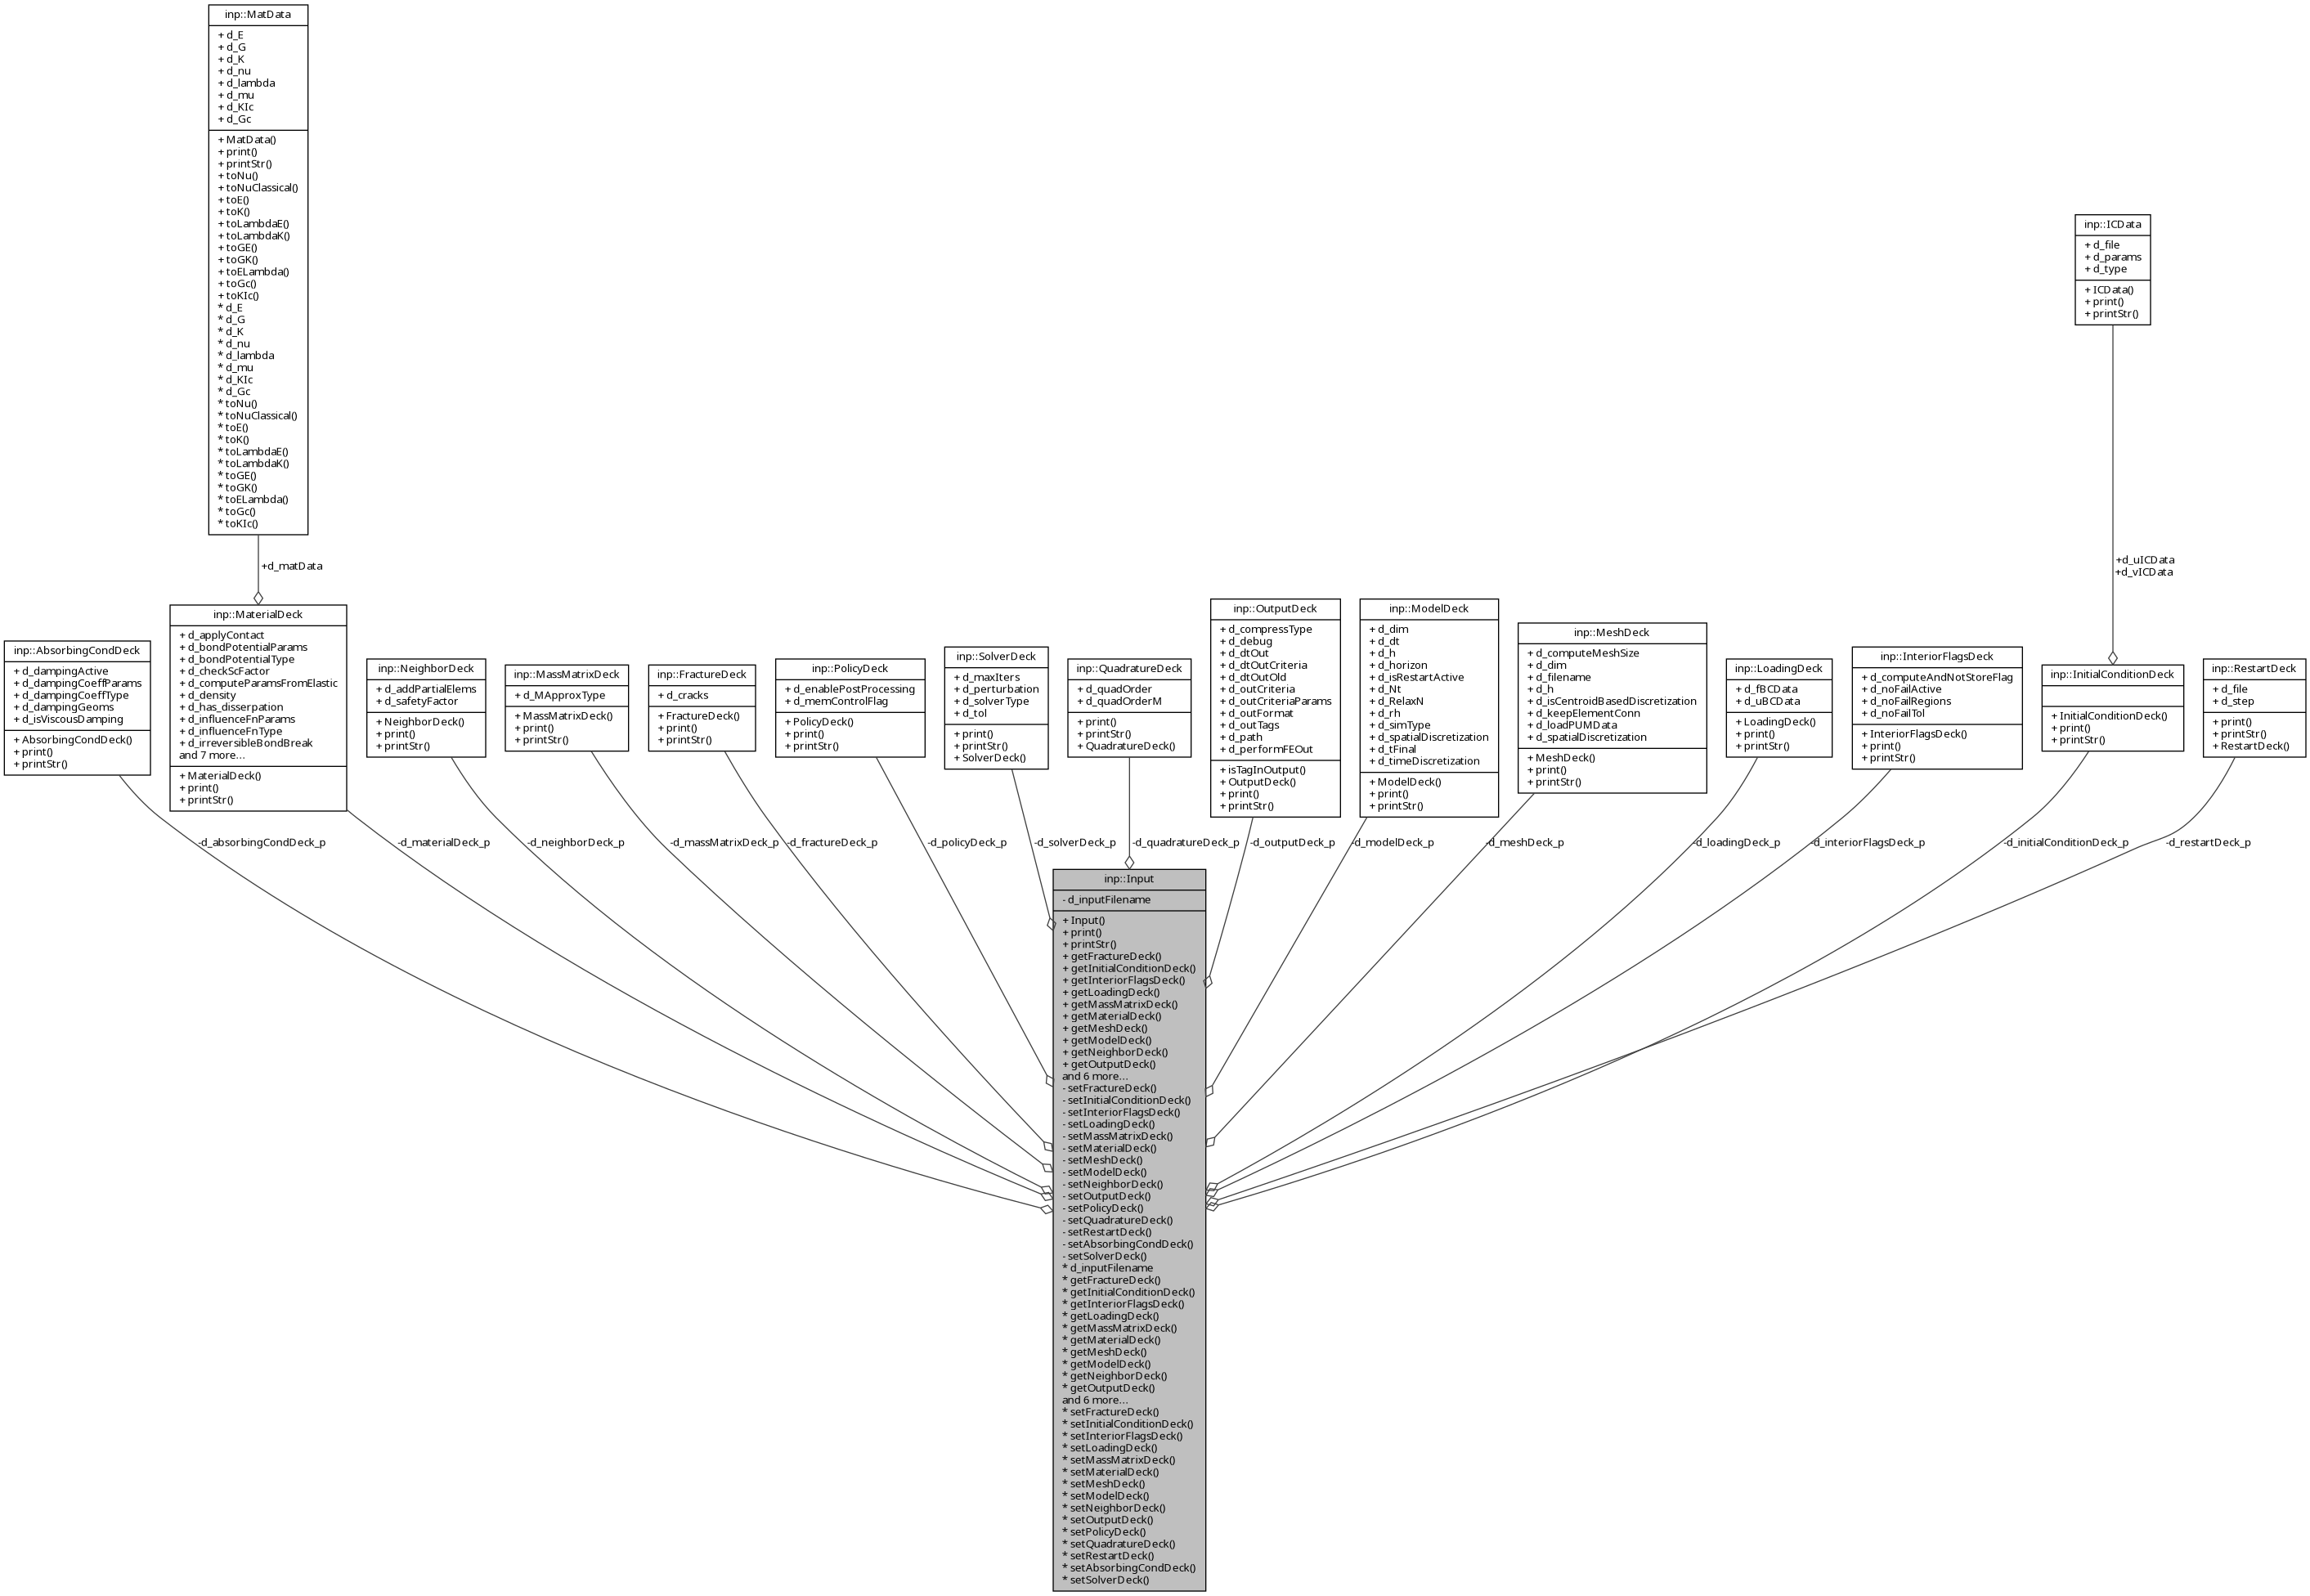 inp::MatData
+ d_E
+ d_G
+ d_K
+ d_nu
+ d_lambda
+ d_mu
+ d_KIc
+ d_Gc
+ MatData()
+ print()
+ printStr()
+ toNu()
+ toNuClassical()
+ toE()
+ toK()
+ toLambdaE()
+ toLambdaK()
+ toGE()
+ toGK()
+ toELambda()
+ toGc()
+ toKIc()
* d_E
* d_G
* d_K
* d_nu
* d_lambda
* d_mu
* d_KIc
* d_Gc
* toNu()
* toNuClassical()
* toE()
* toK()
* toLambdaE()
* toLambdaK()
* toGE()
* toGK()
* toELambda()
* toGc()
* toKIc()
inp::ICData
+ d_file
+ d_params
+ d_type
+ ICData()
+ print()
+ printStr()
+d_matData
+d_uICData
+d_vICData
inp::AbsorbingCondDeck
+ d_dampingActive
+ d_dampingCoeffParams
+ d_dampingCoeffType
+ d_dampingGeoms
+ d_isViscousDamping
+ AbsorbingCondDeck()
+ print()
+ printStr()
inp::MaterialDeck
+ d_applyContact
+ d_bondPotentialParams
+ d_bondPotentialType
+ d_checkScFactor
+ d_computeParamsFromElastic
+ d_density
+ d_has_disserpation
+ d_influenceFnParams
+ d_influenceFnType
+ d_irreversibleBondBreak
and 7 more...
+ MaterialDeck()
+ print()
+ printStr()
inp::NeighborDeck
+ d_addPartialElems
+ d_safetyFactor
+ NeighborDeck()
+ print()
+ printStr()
inp::MassMatrixDeck
+ d_MApproxType
+ MassMatrixDeck()
+ print()
+ printStr()
inp::FractureDeck
+ d_cracks
+ FractureDeck()
+ print()
+ printStr()
inp::PolicyDeck
+ d_enablePostProcessing
+ d_memControlFlag
+ PolicyDeck()
+ print()
+ printStr()
inp::SolverDeck
+ d_maxIters
+ d_perturbation
+ d_solverType
+ d_tol
+ print()
+ printStr()
+ SolverDeck()
inp::QuadratureDeck
+ d_quadOrder
+ d_quadOrderM
+ print()
+ printStr()
+ QuadratureDeck()
inp::OutputDeck
+ d_compressType
+ d_debug
+ d_dtOut
+ d_dtOutCriteria
+ d_dtOutOld
+ d_outCriteria
+ d_outCriteriaParams
+ d_outFormat
+ d_outTags
+ d_path
+ d_performFEOut
+ isTagInOutput()
+ OutputDeck()
+ print()
+ printStr()
inp::ModelDeck
+ d_dim
+ d_dt
+ d_h
+ d_horizon
+ d_isRestartActive
+ d_Nt
+ d_RelaxN
+ d_rh
+ d_simType
+ d_spatialDiscretization
+ d_tFinal
+ d_timeDiscretization
+ ModelDeck()
+ print()
+ printStr()
inp::MeshDeck
+ d_computeMeshSize
+ d_dim
+ d_filename
+ d_h
+ d_isCentroidBasedDiscretization
+ d_keepElementConn
+ d_loadPUMData
+ d_spatialDiscretization
+ MeshDeck()
+ print()
+ printStr()
inp::LoadingDeck
+ d_fBCData
+ d_uBCData
+ LoadingDeck()
+ print()
+ printStr()
inp::InteriorFlagsDeck
+ d_computeAndNotStoreFlag
+ d_noFailActive
+ d_noFailRegions
+ d_noFailTol
+ InteriorFlagsDeck()
+ print()
+ printStr()
inp::InitialConditionDeck
+ InitialConditionDeck()
+ print()
+ printStr()
inp::RestartDeck
+ d_file
+ d_step
+ print()
+ printStr()
+ RestartDeck()
-d_absorbingCondDeck_p
-d_materialDeck_p
-d_neighborDeck_p
-d_massMatrixDeck_p
-d_fractureDeck_p
-d_policyDeck_p
-d_solverDeck_p
-d_quadratureDeck_p
-d_outputDeck_p
-d_modelDeck_p
-d_meshDeck_p
-d_loadingDeck_p
-d_interiorFlagsDeck_p
-d_initialConditionDeck_p
-d_restartDeck_p
inp::Input
- d_inputFilename
+ Input()
+ print()
+ printStr()
+ getFractureDeck()
+ getInitialConditionDeck()
+ getInteriorFlagsDeck()
+ getLoadingDeck()
+ getMassMatrixDeck()
+ getMaterialDeck()
+ getMeshDeck()
+ getModelDeck()
+ getNeighborDeck()
+ getOutputDeck()
and 6 more...
- setFractureDeck()
- setInitialConditionDeck()
- setInteriorFlagsDeck()
- setLoadingDeck()
- setMassMatrixDeck()
- setMaterialDeck()
- setMeshDeck()
- setModelDeck()
- setNeighborDeck()
- setOutputDeck()
- setPolicyDeck()
- setQuadratureDeck()
- setRestartDeck()
- setAbsorbingCondDeck()
- setSolverDeck()
* d_inputFilename
* getFractureDeck()
* getInitialConditionDeck()
* getInteriorFlagsDeck()
* getLoadingDeck()
* getMassMatrixDeck()
* getMaterialDeck()
* getMeshDeck()
* getModelDeck()
* getNeighborDeck()
* getOutputDeck()
and 6 more...
* setFractureDeck()
* setInitialConditionDeck()
* setInteriorFlagsDeck()
* setLoadingDeck()
* setMassMatrixDeck()
* setMaterialDeck()
* setMeshDeck()
* setModelDeck()
* setNeighborDeck()
* setOutputDeck()
* setPolicyDeck()
* setQuadratureDeck()
* setRestartDeck()
* setAbsorbingCondDeck()
* setSolverDeck()